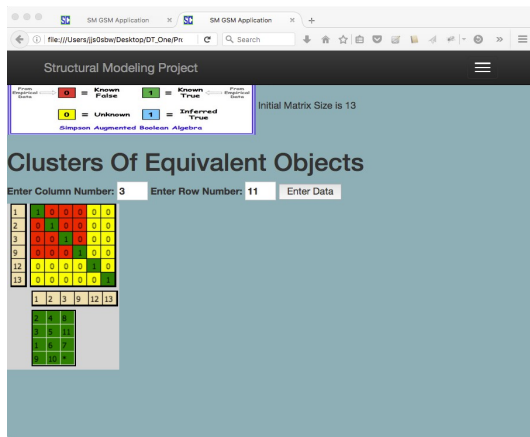 SM GSM Application × SM GSM Application × +
file:///Users/jjs0sbw/Desktop/DT_One/Pro Search
Structural Modeling Project
From Empirical Data 0 = Known False 1 = Known True From Empirical Data
0 = Unknown 1 = Inferred True
Simpson Augmented Boolean Algebra
Initial Matrix Size is 13
Clusters Of Equivalent Objects
Enter Column Number: 3 Enter Row Number: 11 Enter Data
1 1 0 0 0 0 0
2 0 1 0 0 0 0
3 0 0 1 0 0 0
9 0 0 0 1 0 0
12 0 0 0 0 1 0
13 0 0 0 0 0 1
1 2 3 9 12 13
2 4 8
3 5 11
1 6 7
9 10 *